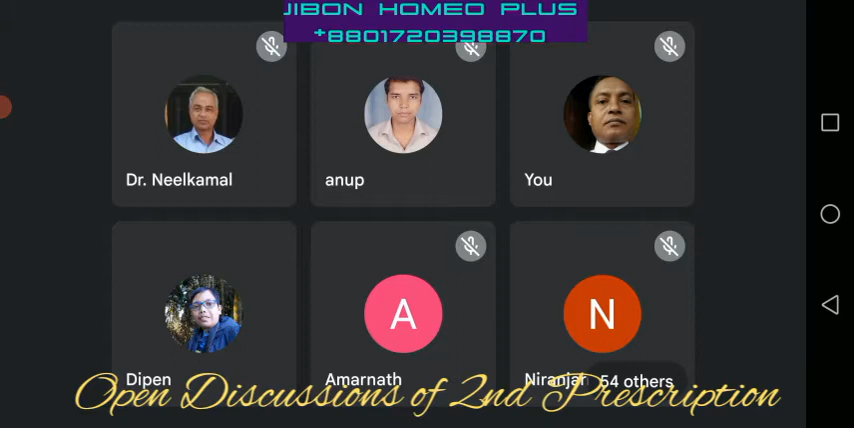 JIBON HOMEO PLUS
+8801720398870
Dr. Neelkamal
anup
You
A
N
Dipen
Amarnath
Niranjan
54 others
Open Discussions of 2nd Prescription